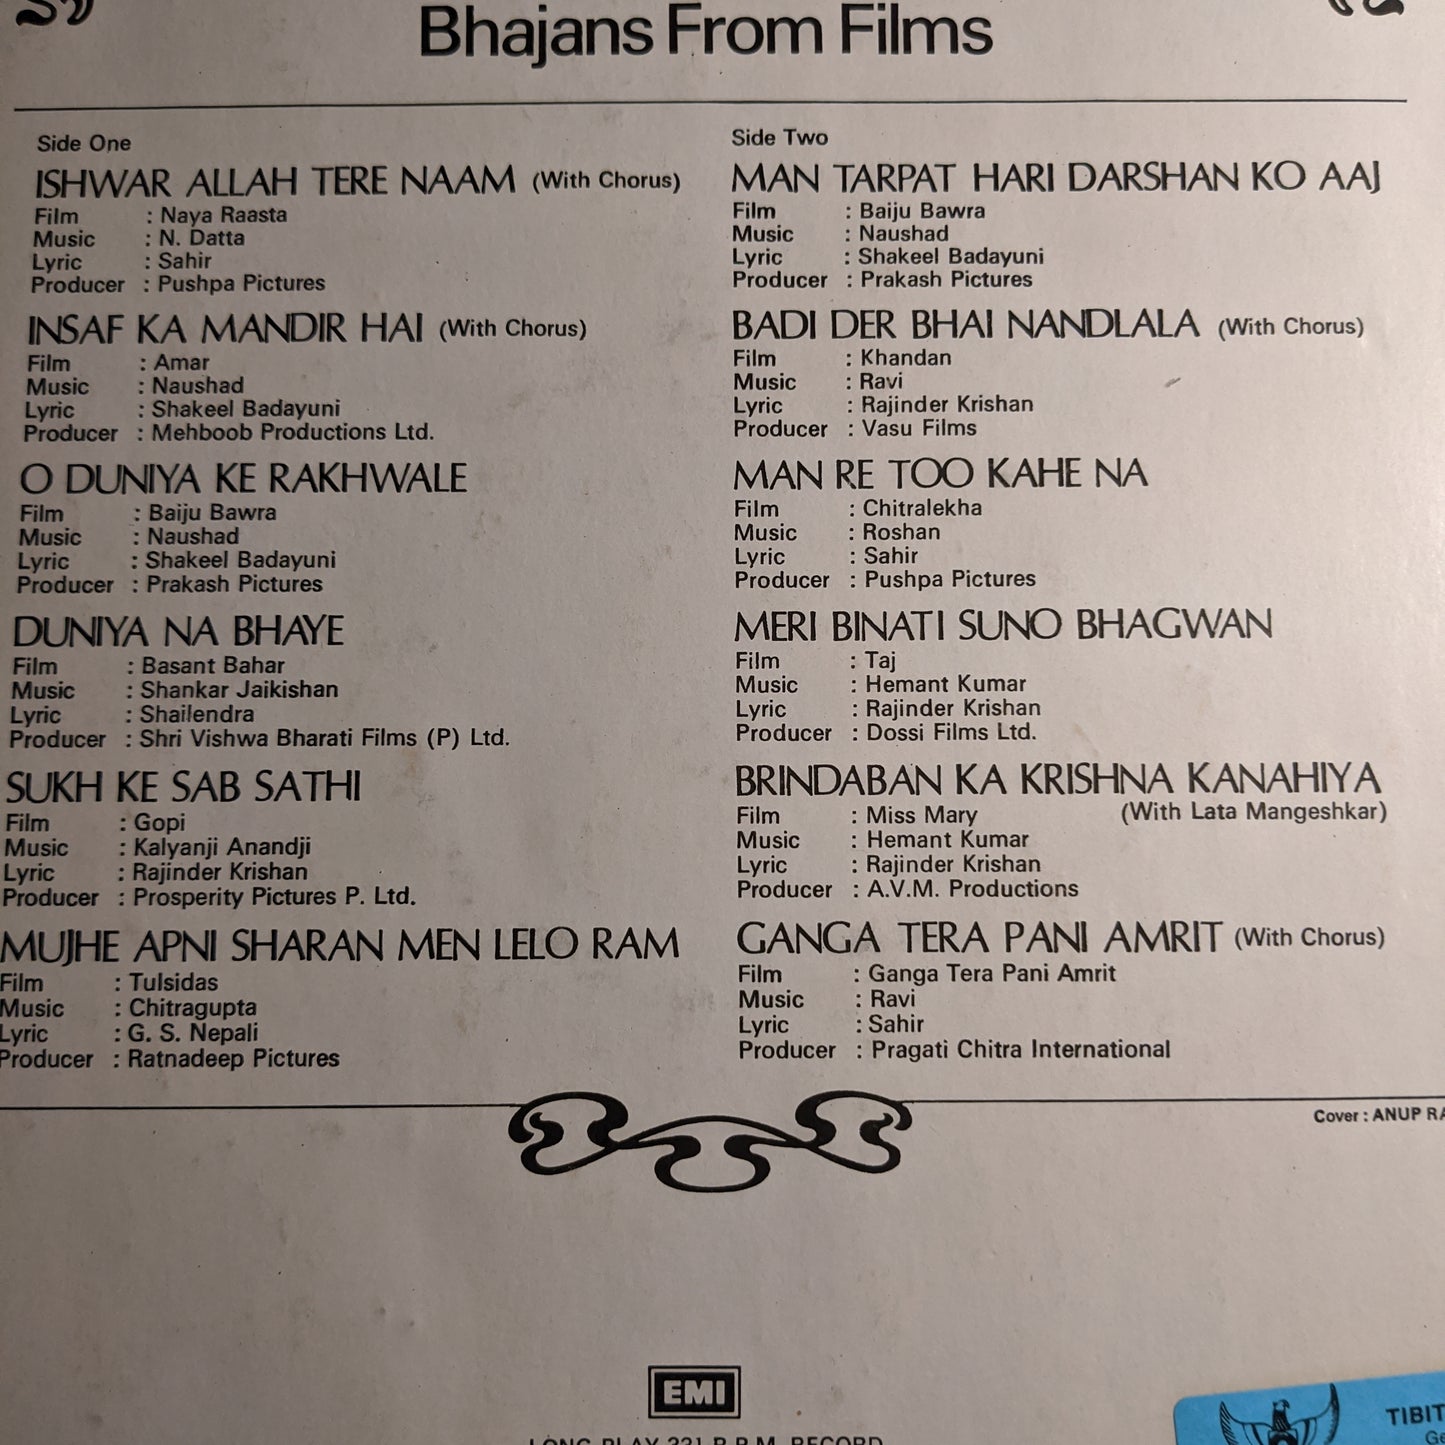 Bhajans From Films
Side One
ISHWAR ALLAH TERE NAAM (With Chorus)
Film : Naya Raasta
Music : N. Datta
Lyric : Sahir
Producer : Pushpa Pictures
INSAF KA MANDIR HAI (With Chorus)
Film : Amar
Music : Naushad
Lyric : Shakeel Badayuni
Producer : Mehboob Productions Ltd.
O DUNIYA KE RAKHWALE
Film : Baiju Bawra
Music : Naushad
Lyric : Shakeel Badayuni
Producer : Prakash Pictures
DUNIYA NA BHAYE
Film : Basant Bahar
Music : Shankar Jaikishan
Lyric : Shailendra
Producer : Shri Vishwa Bharati Films (P) Ltd.
SUKH KE SAB SATHI
Film : Gopi
Music : Kalyanji Anandji
Lyric : Rajinder Krishan
Producer : Prosperity Pictures P. Ltd.
MUJHE APNI SHARAN MEN LELO RAM
Film : Tulsidas
Music : Chitragupta
Lyric : G. S. Nepali
Producer : Ratnadeep Pictures
Side Two
MAN TARPAT HARI DARSHAN KO AAJ
Film : Baiju Bawra
Music : Naushad
Lyric : Shakeel Badayuni
Producer : Prakash Pictures
BADI DER BHAI NANDLALA (With Chorus)
Film : Khandan
Music : Ravi
Lyric : Rajinder Krishan
Producer : Vasu Films
MAN RE TOO KAHE NA
Film : Chitralekha
Music : Roshan
Lyric : Sahir
Producer : Pushpa Pictures
MERI BINATI SUNO BHAGWAN
Film : Taj
Music : Hemant Kumar
Lyric : Rajinder Krishan
Producer : Dossi Films Ltd.
BRINDABAN KA KRISHNA KANAHIYA
(With Lata Mangeshkar)
Film : Miss Mary
Music : Hemant Kumar
Lyric : Rajinder Krishan
Producer : A.V.M. Productions
GANGA TERA PANI AMRIT (With Chorus)
Film : Ganga Tera Pani Amrit
Music : Ravi
Lyric : Sahir
Producer : Pragati Chitra International
Cover : ANUP
EMI
LONG PLAY 33⅓ R.P.M. RECORD